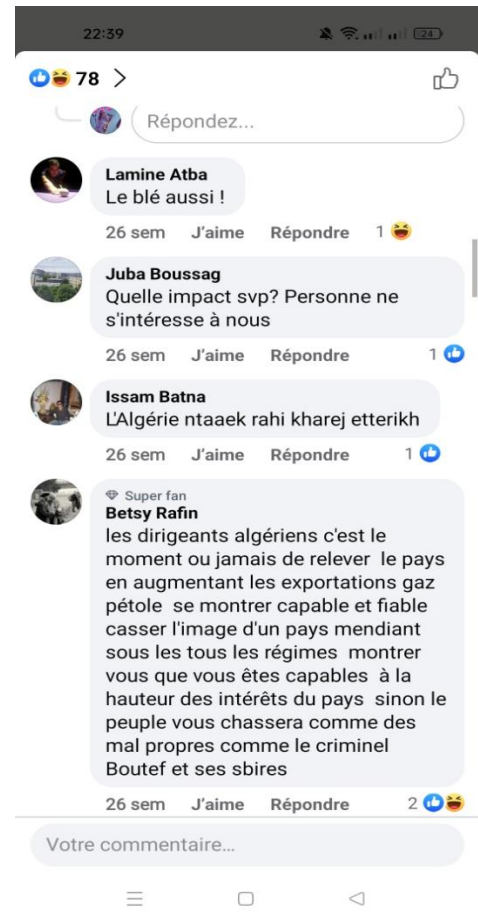 22:39
24
78
Répondez...
Lamine Atba
Le blé aussi !
26 sem J'aime Répondre 1
Juba Boussag
Quelle impact svp? Personne ne
s'intéresse à nous
26 sem J'aime Répondre 1
Issam Batna
L'Algérie ntaaek rahi kharej etterikh
26 sem J'aime Répondre 1
Super fan
Betsy Rafin
les dirigeants algériens c'est le
moment ou jamais de relever le pays
en augmentant les exportations gaz
pétole se montrer capable et fiable
casser l'image d'un pays mendiant
sous les tous les régimes montrer
vous que vous êtes capables à la
hauteur des intérêts du pays sinon le
peuple vous chassera comme des
mal propres comme le criminel
Boutef et ses sbires
26 sem J'aime Répondre 2
Votre commentaire...